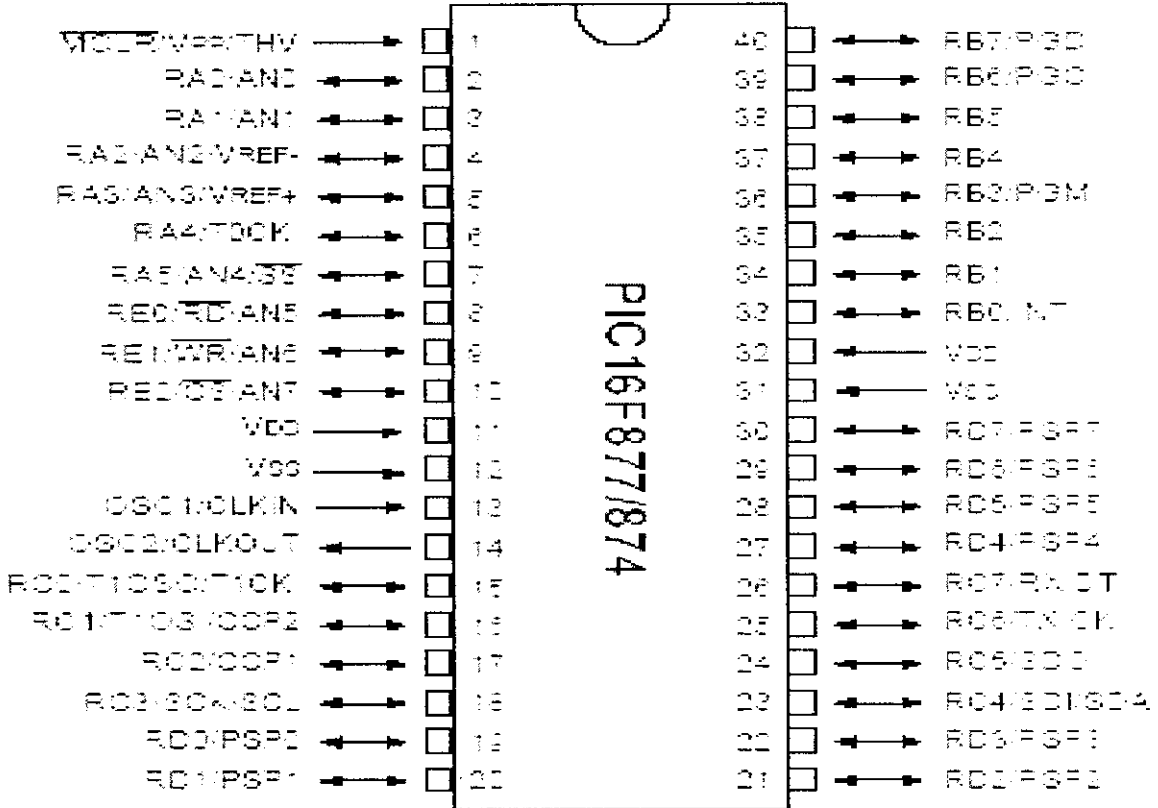 MCLR/VPP/THV 1
RA0/AN0 2
RA1/AN1 3
RA2/AN2/VREF- 4
RA3/AN3/VREF+ 5
RA4/T0CKI 6
RA5/AN4/SS 7
RE0/RD/AN5 8
RE1/WR/AN6 9
RE2/CS/AN7 10
VDD 11
VSS 12
OSC1/CLKIN 13
OSC2/CLKOUT 14
RC0/T1OSO/T1CKI 15
RC1/T1OSI/CCP2 16
RC2/CCP1 17
RC3/SCK/SCL 18
RD0/PSP0 19
RD1/PSP1 20
PIC16F877/874
40 RB7/PGD
39 RB6/PGC
38 RB5
37 RB4
36 RB3/PGM
35 RB2
34 RB1
33 RB0/INT
32 VDD
31 VSS
30 RD7/PSP7
29 RD6/PSP6
28 RD5/PSP5
27 RD4/PSP4
26 RC7/RX/DT
25 RC6/TX/CK
24 RC5/SDO
23 RC4/SDI/SDA
22 RD3/PSP3
21 RD2/PSP2